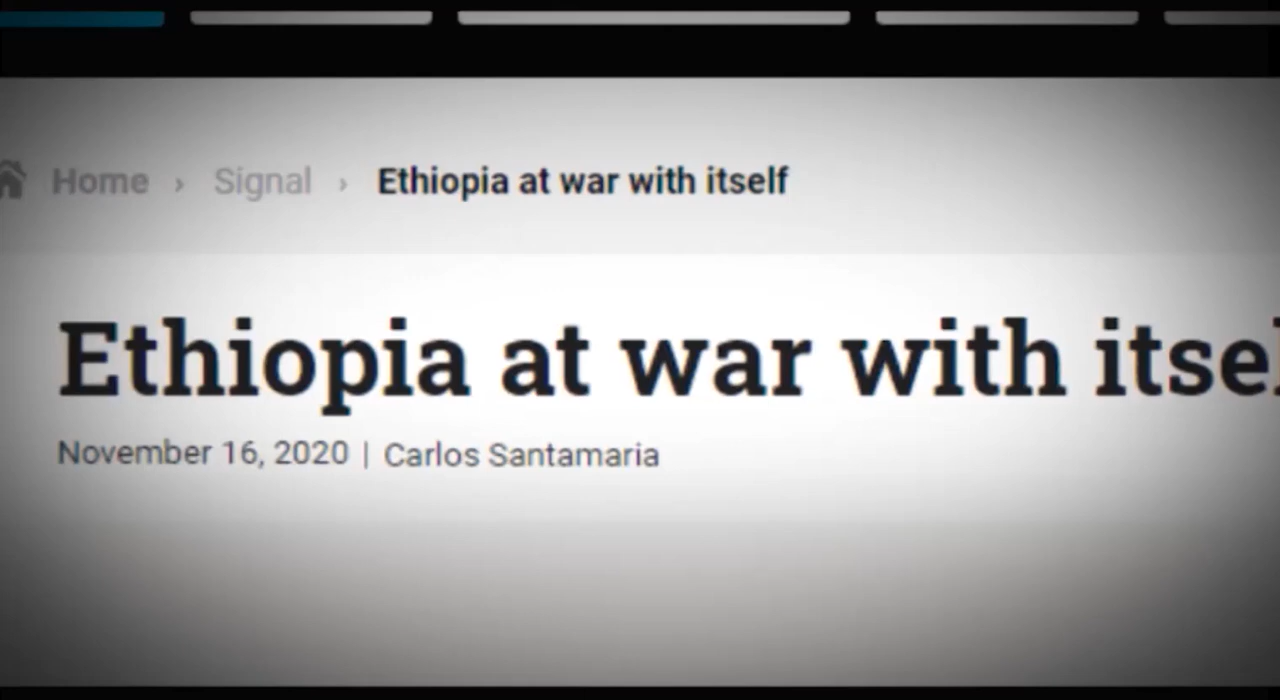 Home › Signal › Ethiopia at war with itself
Ethiopia at war with
November 16, 2020 | Carlos Santamaria